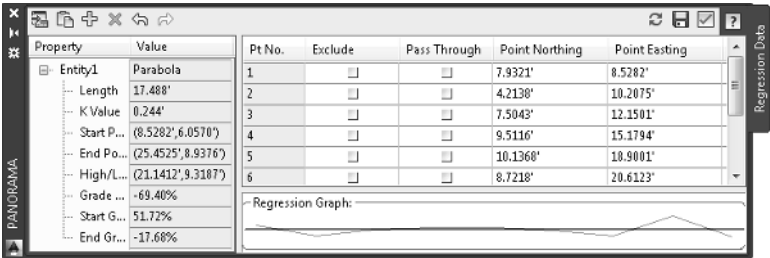 PANORAMA
Regression Data
Property Value
Entity1 Parabola
Length 17.488'
K Value 0.244'
Start P... (8.5282',6.0570')
End Po... (25.4525',8.9376')
High/L... (21.1412',9.3187')
Grade ... -69.40%
Start G... 51.72%
End Gr... -17.68%
Pt No. Exclude Pass Through Point Northing Point Easting
1 7.9321' 8.5282'
2 4.2138' 10.2075'
3 7.5043' 12.1501'
4 9.5116' 15.1794'
5 10.1368' 18.9001'
6 8.7218' 20.6123'
Regression Graph: